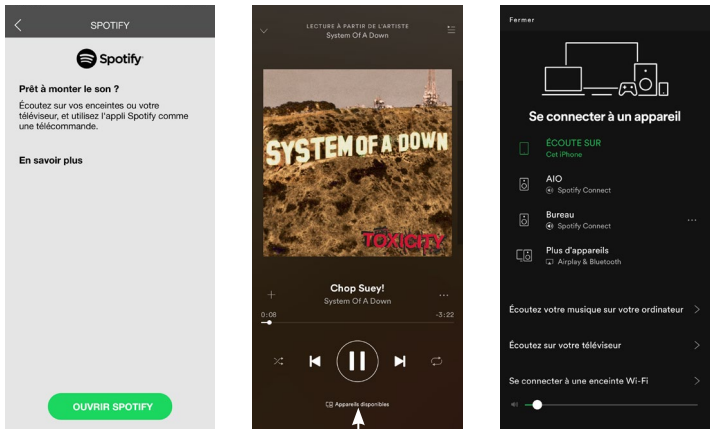 SPOTIFY
Spotify
Prêt à monter le son ?
Écoutez sur vos enceintes ou votre
téléviseur, et utilisez l'appli Spotify comme
une télécommande.
En savoir plus
OUVRIR SPOTIFY
LECTURE À PARTIR DE L'ARTISTE
System Of A Down
SYSTEM OF A DOWN
TOXICITY
Chop Suey!
System Of A Down
0:08
-3:22
Appareils disponibles
Fermer
Se connecter à un appareil
ÉCOUTE SUR
Cet iPhone
AIO
Spotify Connect
Bureau
Spotify Connect
Plus d'appareils
Airplay & Bluetooth
Écoutez votre musique sur votre ordinateur
Écoutez sur votre téléviseur
Se connecter à une enceinte Wi-Fi